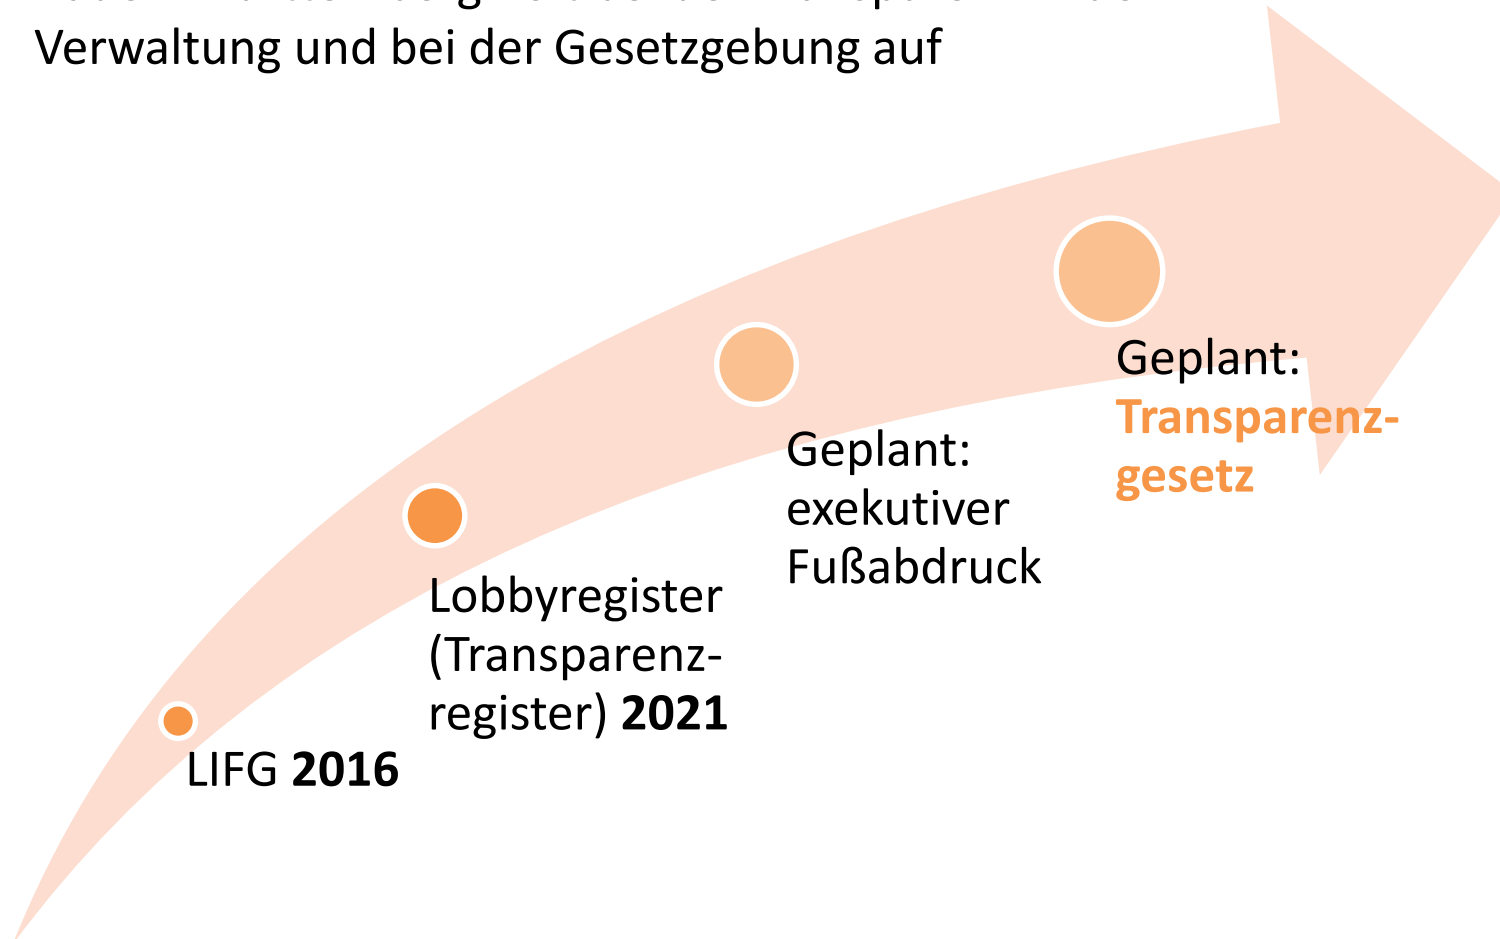 Verwaltung und bei der Gesetzgebung auf
Geplant:
Transparenz-
gesetz
Geplant:
exekutiver
Fußabdruck
Lobbyregister
(Transparenz-
register) 2021
LIFG 2016